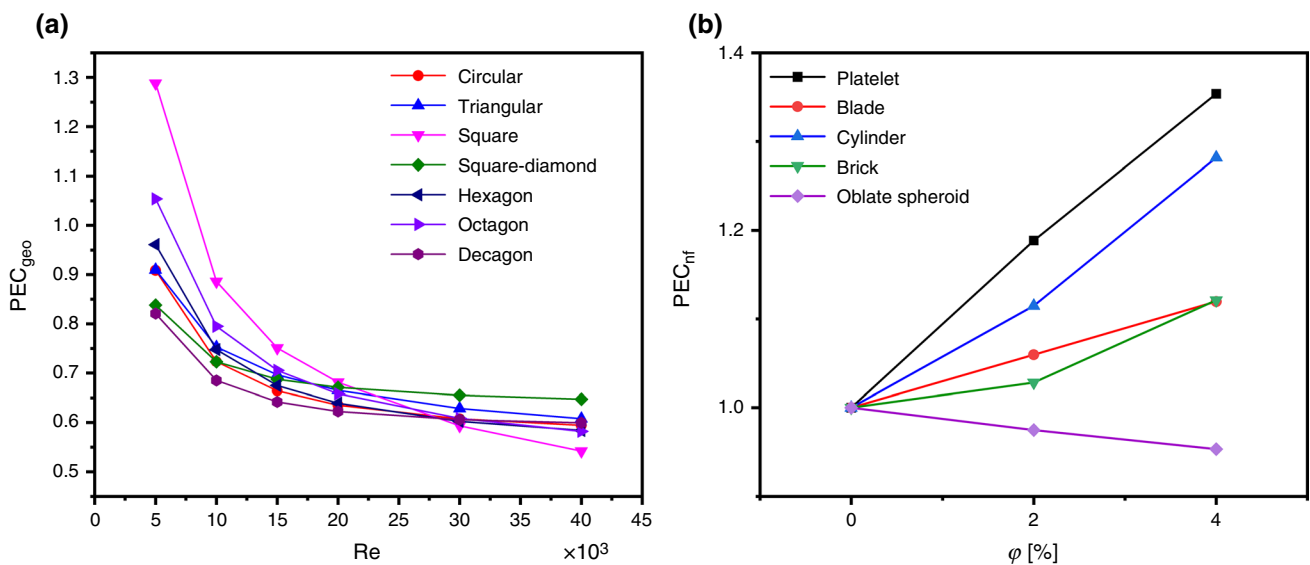 (a)
1.3
1.2
1.1
1.0
0.9
0.8
0.7
0.6
0.5
PEC_geo
Circular
Triangular
Square
Square-diamond
Hexagon
Octagon
Decagon
0 5 10 15 20 25 30 35 40 45
Re ×10³
(b)
1.4
1.2
1.0
PEC_nf
Platelet
Blade
Cylinder
Brick
Oblate spheroid
0 2 4
φ [%]